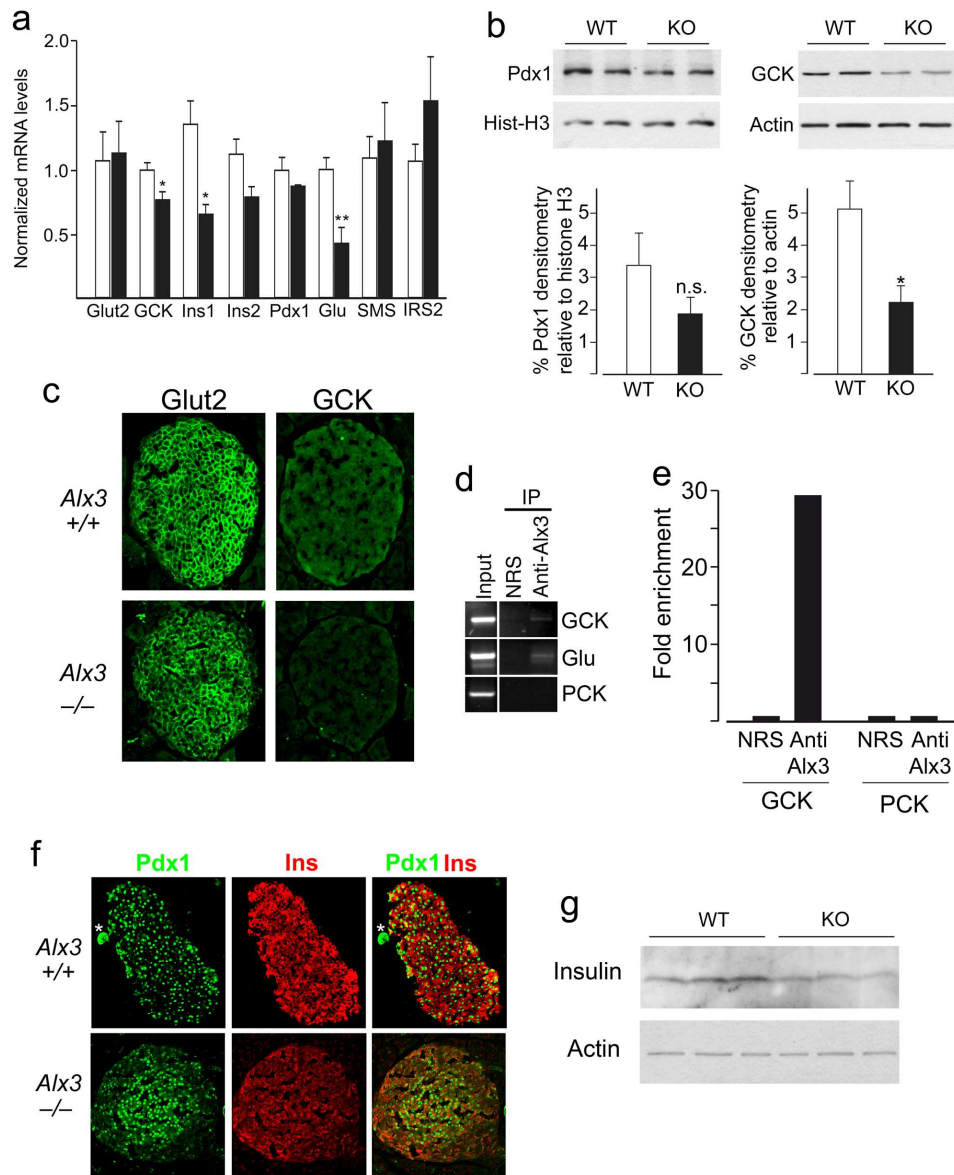 a
Normalized mRNA levels
2.0
1.5
1.0
0.5
*
*
**
Glut2 GCK Ins1 Ins2 Pdx1 Glu SMS IRS2
b
WT KO
Pdx1
Hist-H3
WT KO
GCK
Actin
% Pdx1 densitometry
relative to histone H3
5
4
3
2
1
n.s.
WT KO
% GCK densitometry
relative to actin
5
4
3
2
1
*
WT KO
c
Glut2 GCK
Alx3
+/+
Alx3
–/–
d
IP
Input
NRS
Anti-Alx3
GCK
Glu
PCK
e
Fold enrichment
30
20
10
0
NRS Anti NRS Anti
Alx3 Alx3
GCK PCK
f
Pdx1 Ins Pdx1 Ins
Alx3
+/+
*
*
Alx3
–/–
g
WT KO
Insulin
Actin